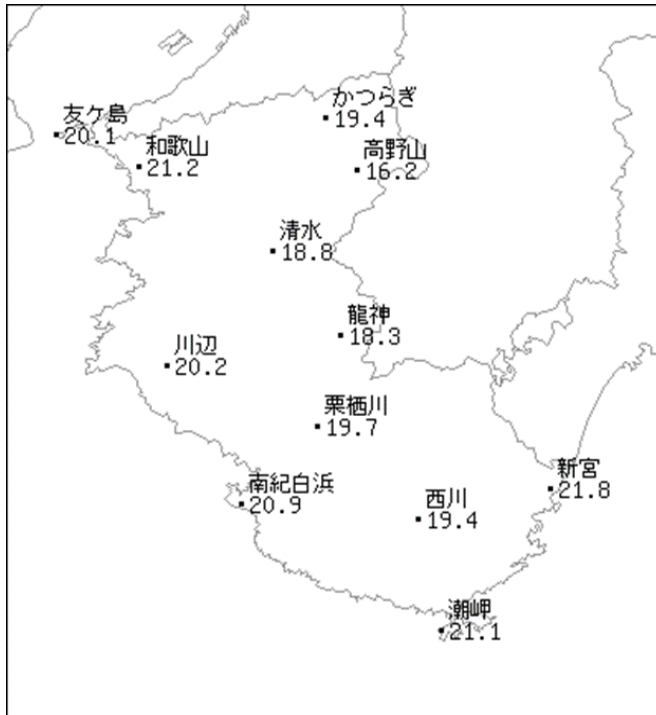 かつらぎ
19.4
友ケ島
20.1
和歌山
21.2
高野山
16.2
清水
18.8
龍神
18.3
川辺
20.2
栗栖川
19.7
新宮
21.8
南紀白浜
20.9
西川
19.4
潮岬
21.1